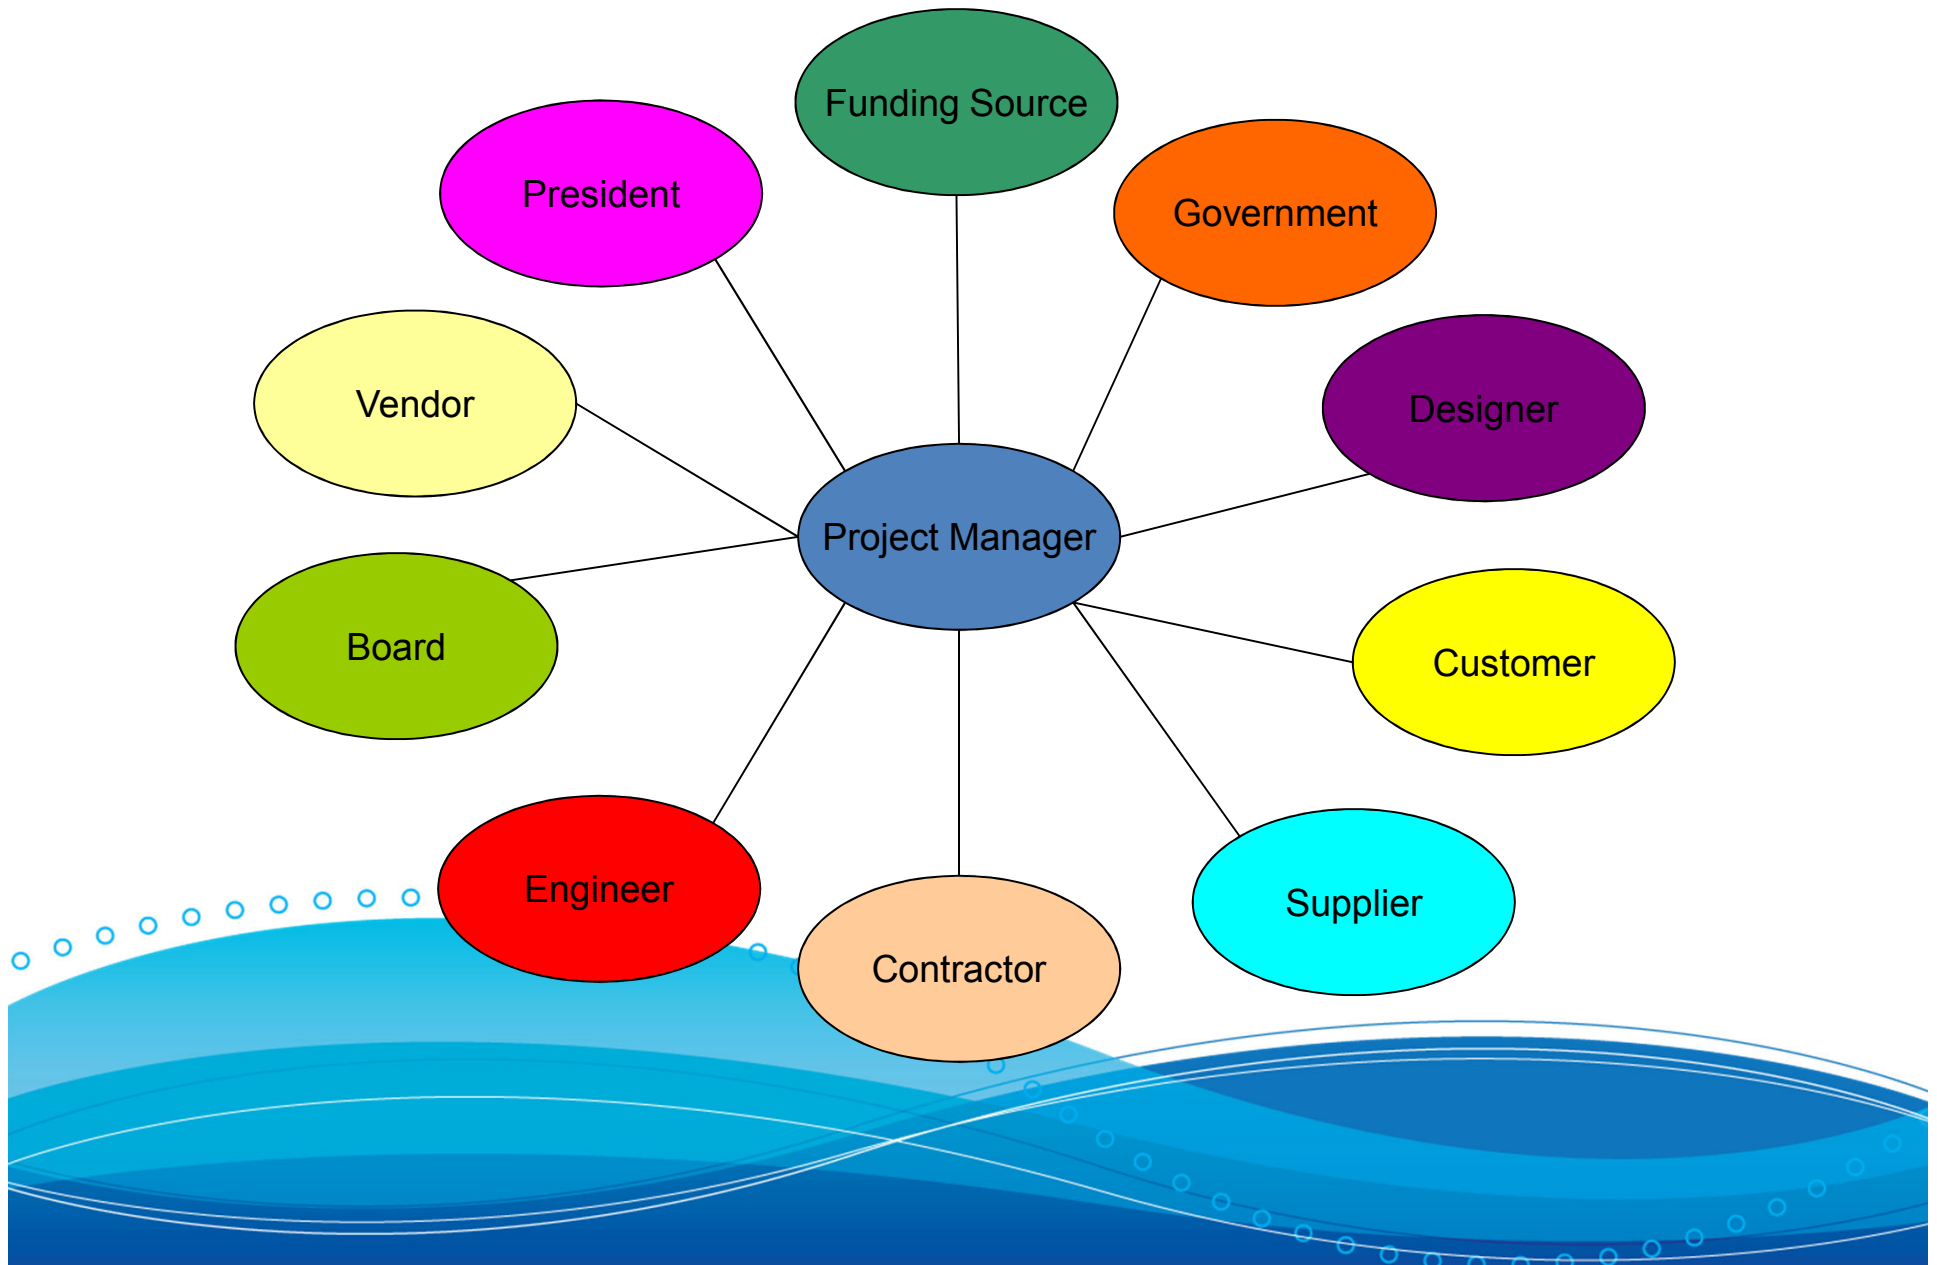 Funding Source
President
Government
Vendor
Designer
Project Manager
Board
Customer
Engineer
Supplier
Contractor